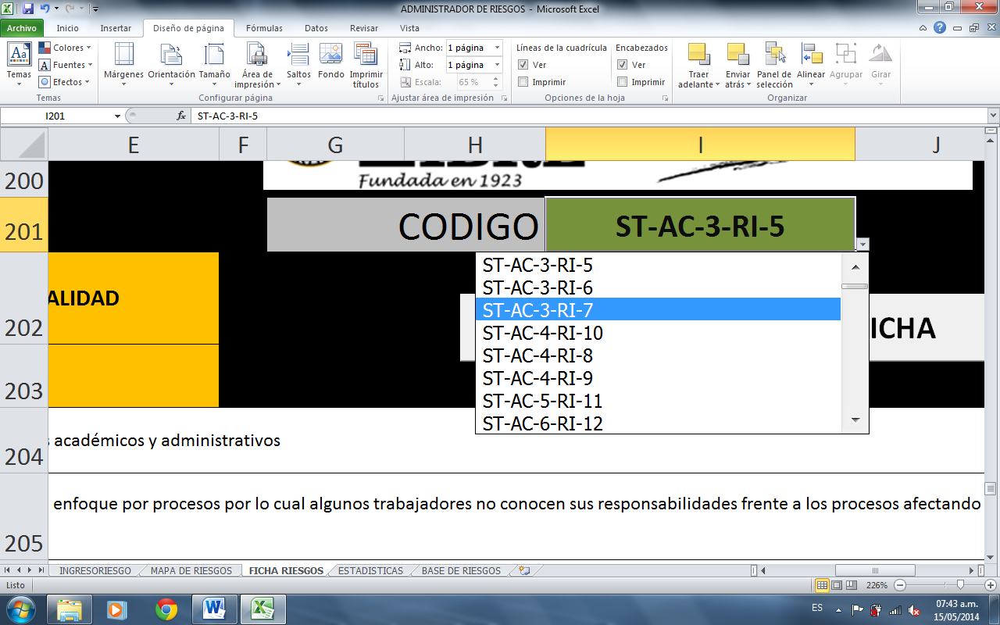 ADMINISTRADOR DE RIESGOS - Microsoft Excel
Archivo Inicio Insertar Diseño de página Fórmulas Datos Revisar Vista
Temas
Colores
Fuentes
Efectos
Temas
Márgenes Orientación Tamaño Área de impresión Saltos Fondo Imprimir títulos
Configurar página
Ancho: 1 página
Alto: 1 página
Escala: 65 %
Ajustar área de impresión
Líneas de la cuadrícula
Ver
Imprimir
Encabezados
Ver
Imprimir
Opciones de la hoja
Traer adelante Enviar atrás Panel de selección Alinear Agrupar Girar
Organizar
I201 fx ST-AC-3-RI-5
E F G H I J
200
Fundada en 1923
201 CODIGO ST-AC-3-RI-5
ST-AC-3-RI-5
ST-AC-3-RI-6
ST-AC-3-RI-7
ST-AC-4-RI-10
ST-AC-4-RI-8
ST-AC-4-RI-9
ST-AC-5-RI-11
ST-AC-6-RI-12
202 ALIDAD ICHA
203
204 s académicos y administrativos
205 enfoque por procesos por lo cual algunos trabajadores no conocen sus responsabilidades frente a los procesos afectando
INGRESORIESGO MAPA DE RIESGOS FICHA RIESGOS ESTADISTICAS BASE DE RIESGOS
Listo 226%
ES 07:43 a.m.
15/05/2014